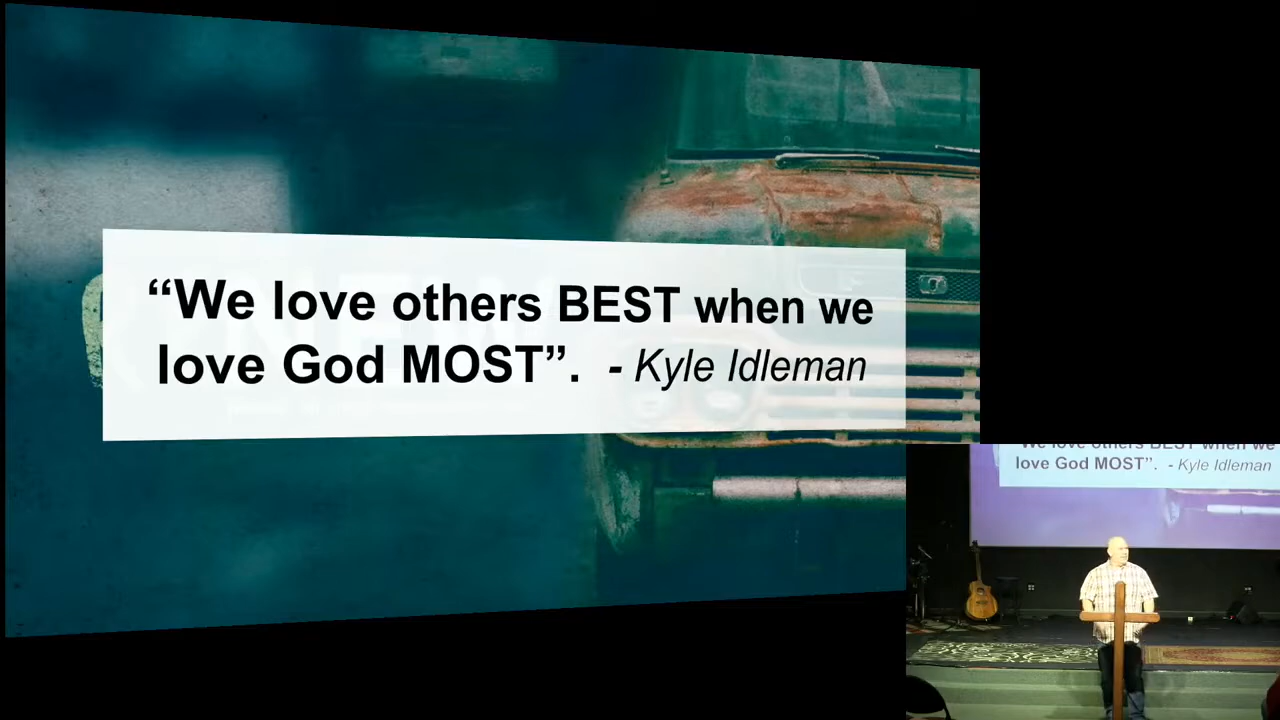 “We love others BEST when we
love God MOST”. - Kyle Idleman
We love others BEST when we
love God MOST”. - Kyle Idleman